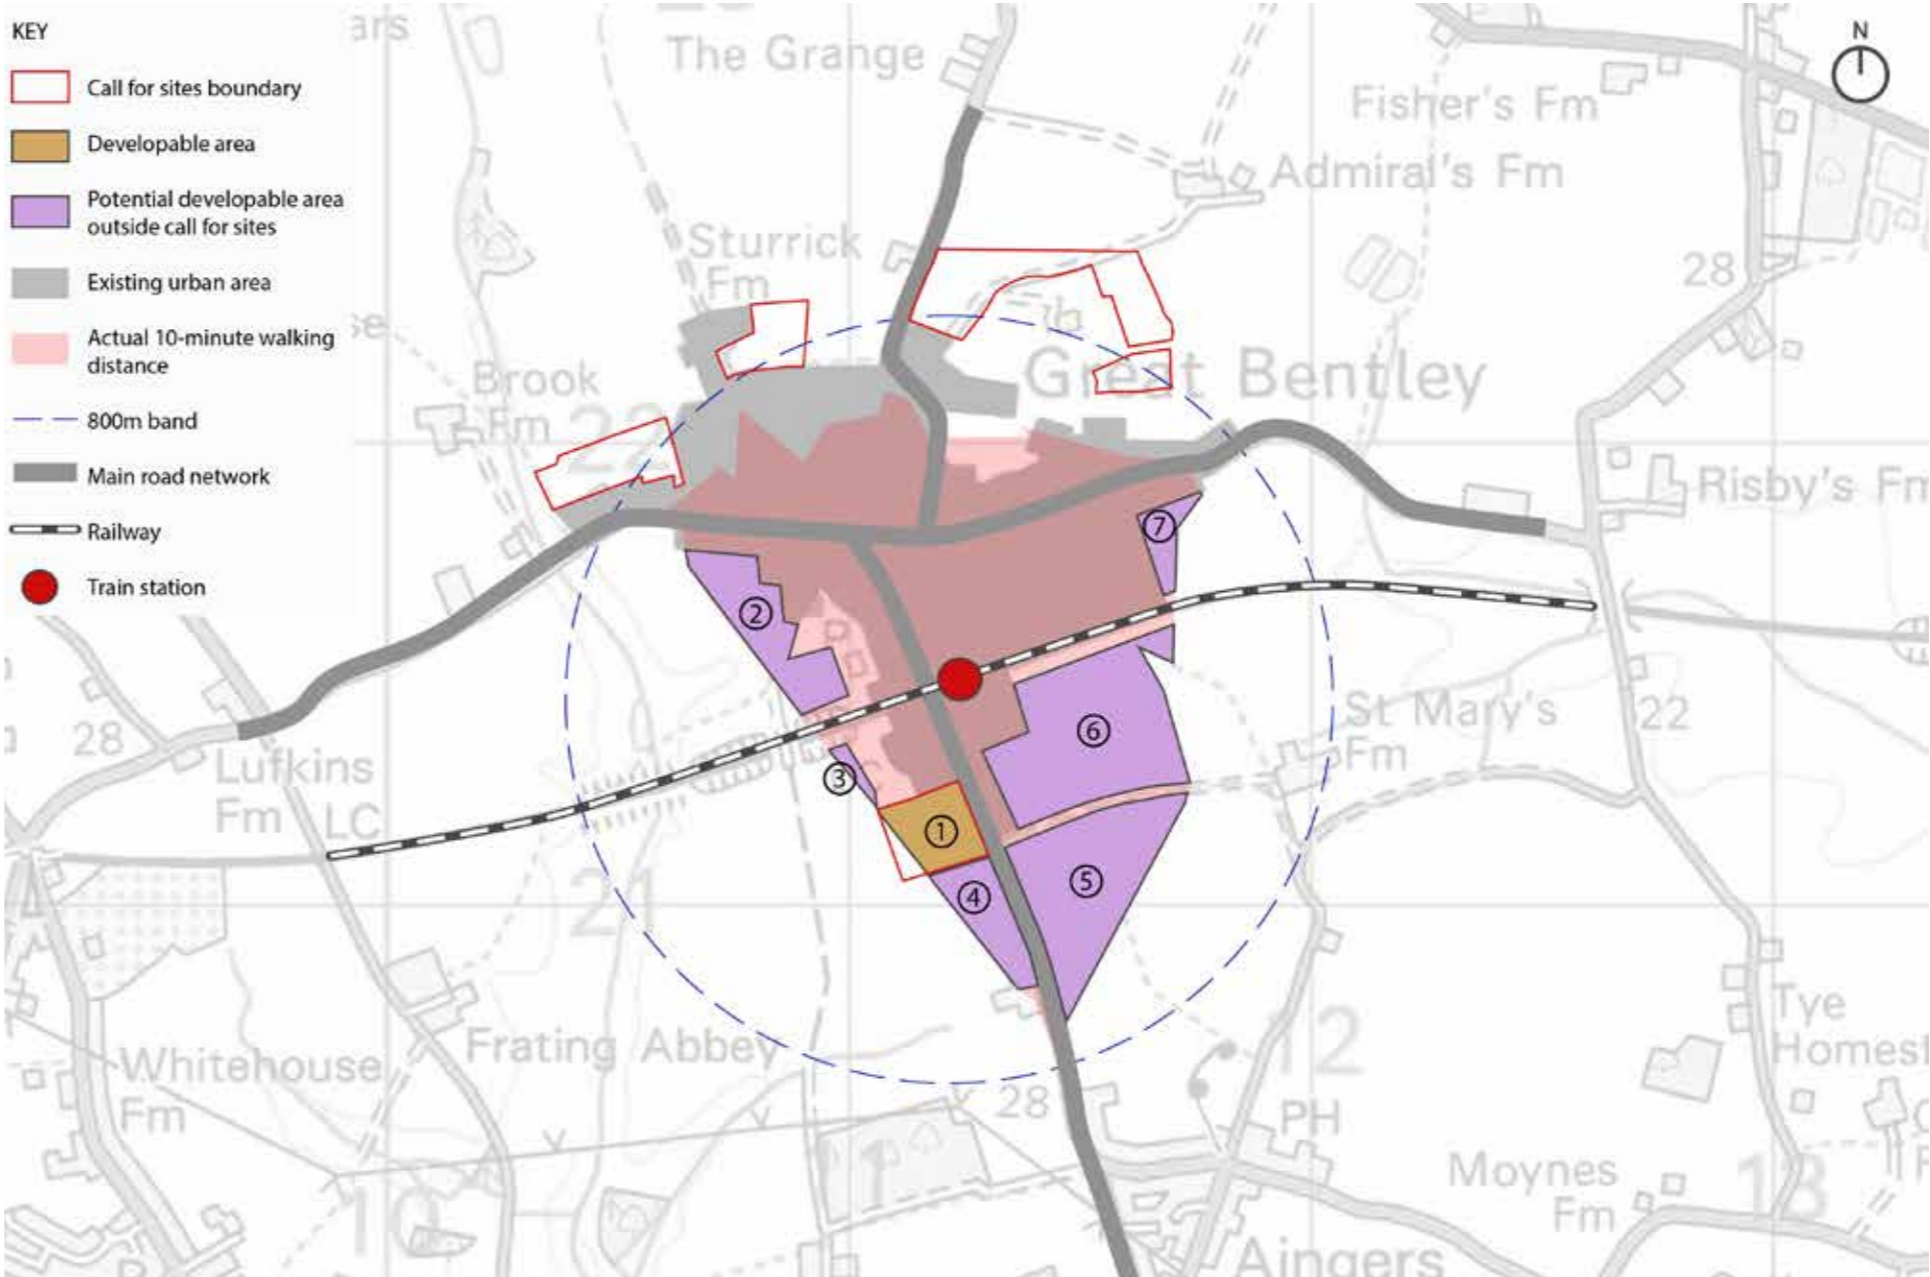 KEY
Call for sites boundary
Developable area
Potential developable area
outside call for sites
Existing urban area
Actual 10-minute walking
distance
800m band
Main road network
Railway
Train station
N
The Grange
Fisher's Fm
Admiral's Fm
Sturrick
Fm
28
Great Bentley
Brook
Fm
22
Risby's Fm
7
2
6
St Mary's
Fm
22
28
Lufkins
Fm
LC
3
1
21
5
4
Tye
Frating Abbey
12
Whitehouse
Fm
28
PH
11
Moynes
Fm
10
13
Aingers